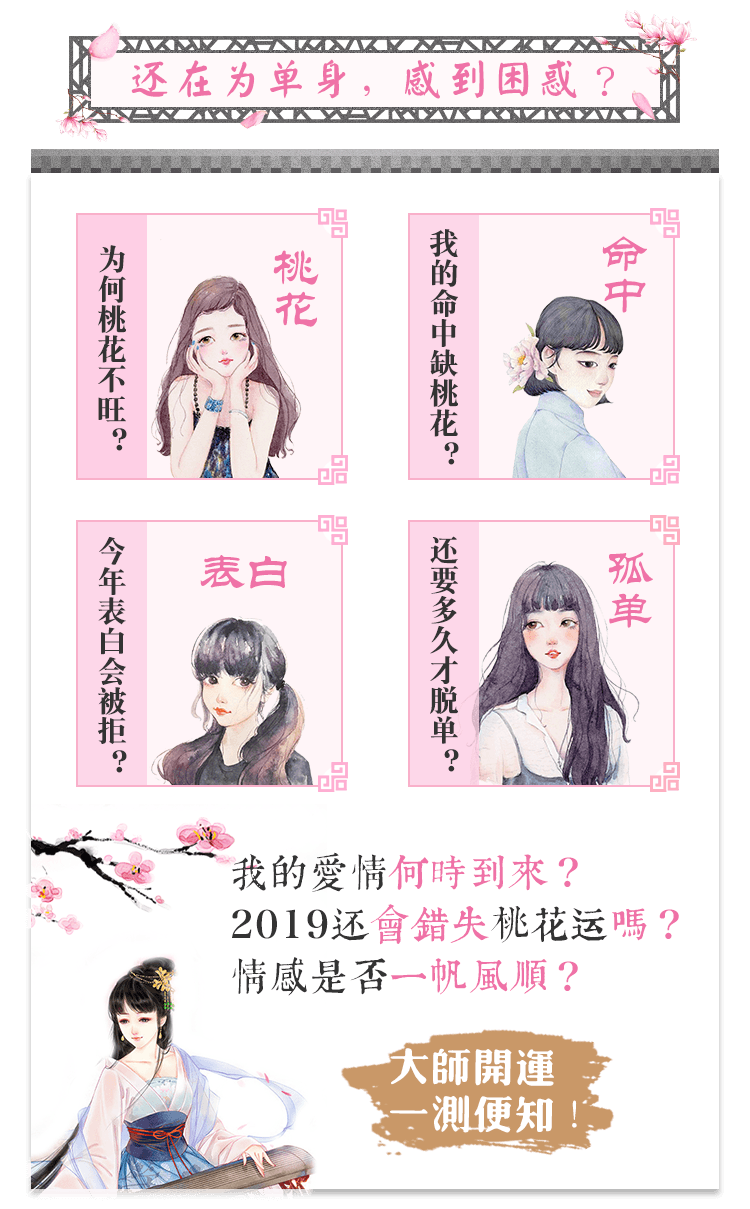 还在为单身，感到困惑？
为何桃花不旺？
桃花
我的命中缺桃花？
命中
今年表白会被拒？
表白
还要多久才脱单？
孤单
我的愛情何時到來？
2019还會錯失桃花运嗎？
情感是否一帆風順？
大師開運
一测便知！